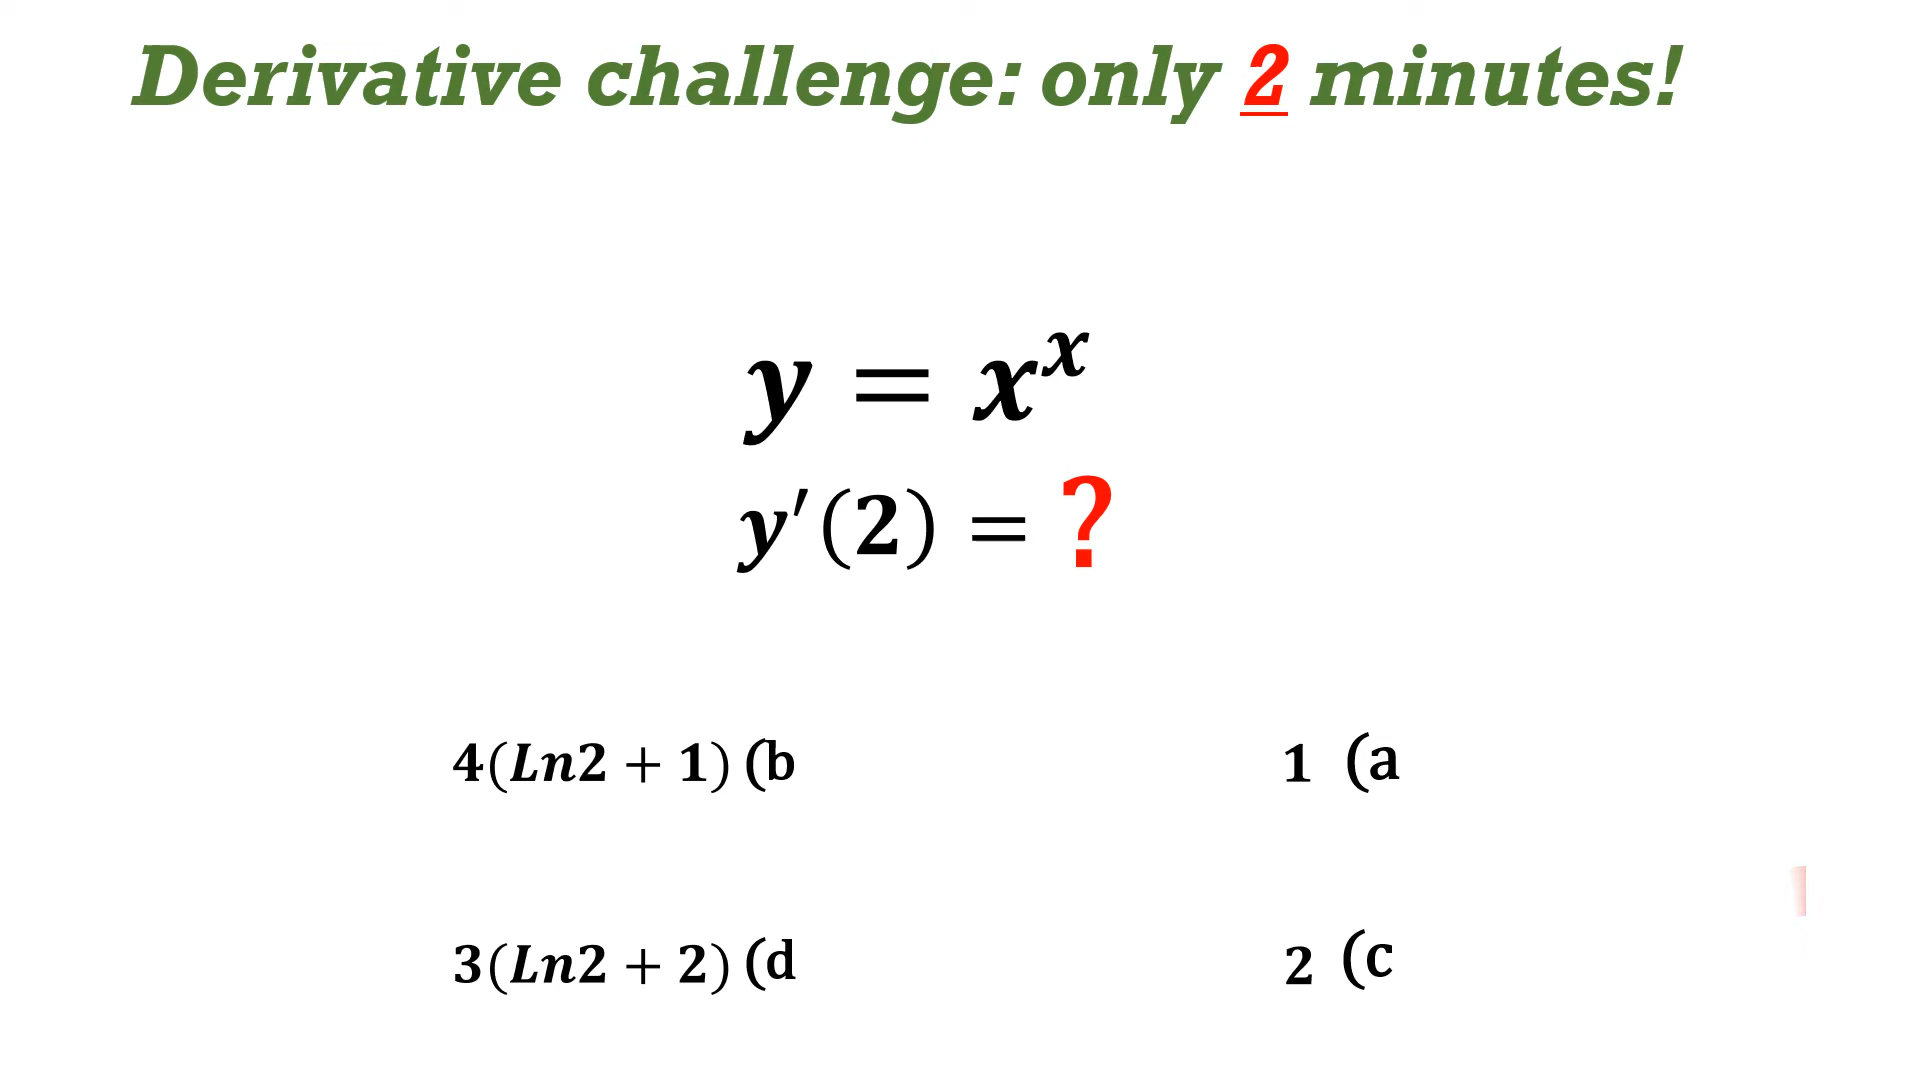 Derivative challenge: only 2 minutes!
y = x^x
y′(2) = ?
4(Ln2 + 1) (b
1 (a
3(Ln2 + 2) (d
2 (c